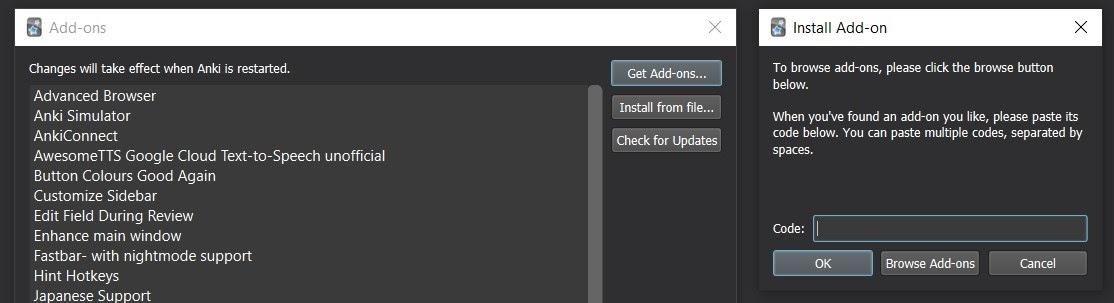 Add-ons
Changes will take effect when Anki is restarted.
Advanced Browser
Anki Simulator
AnkiConnect
AwesomeTTS Google Cloud Text-to-Speech unofficial
Button Colours Good Again
Customize Sidebar
Edit Field During Review
Enhance main window
Fastbar- with nightmode support
Hint Hotkeys
Japanese Support
Get Add-ons...
Install from file...
Check for Updates
Install Add-on
To browse add-ons, please click the browse button
below.
When you've found an add-on you like, please paste its
code below. You can paste multiple codes, separated by
spaces.
Code:
OK
Browse Add-ons
Cancel